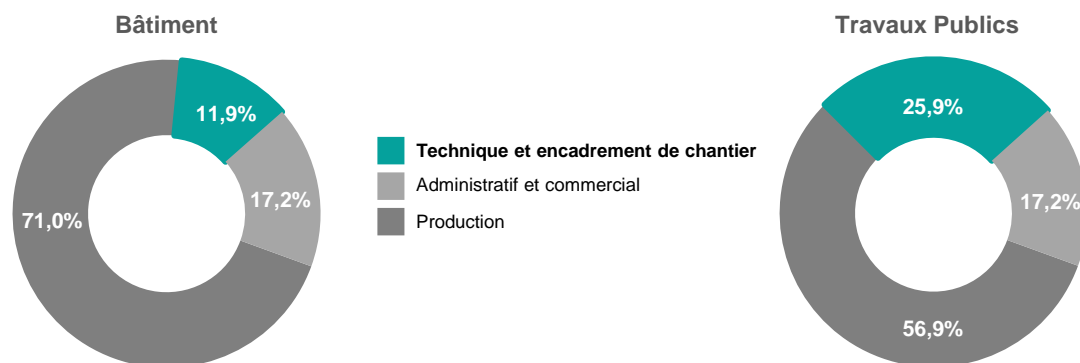 Bâtiment
11,9%
17,2%
71,0%
Technique et encadrement de chantier
Administratif et commercial
Production
Travaux Publics
25,9%
17,2%
56,9%